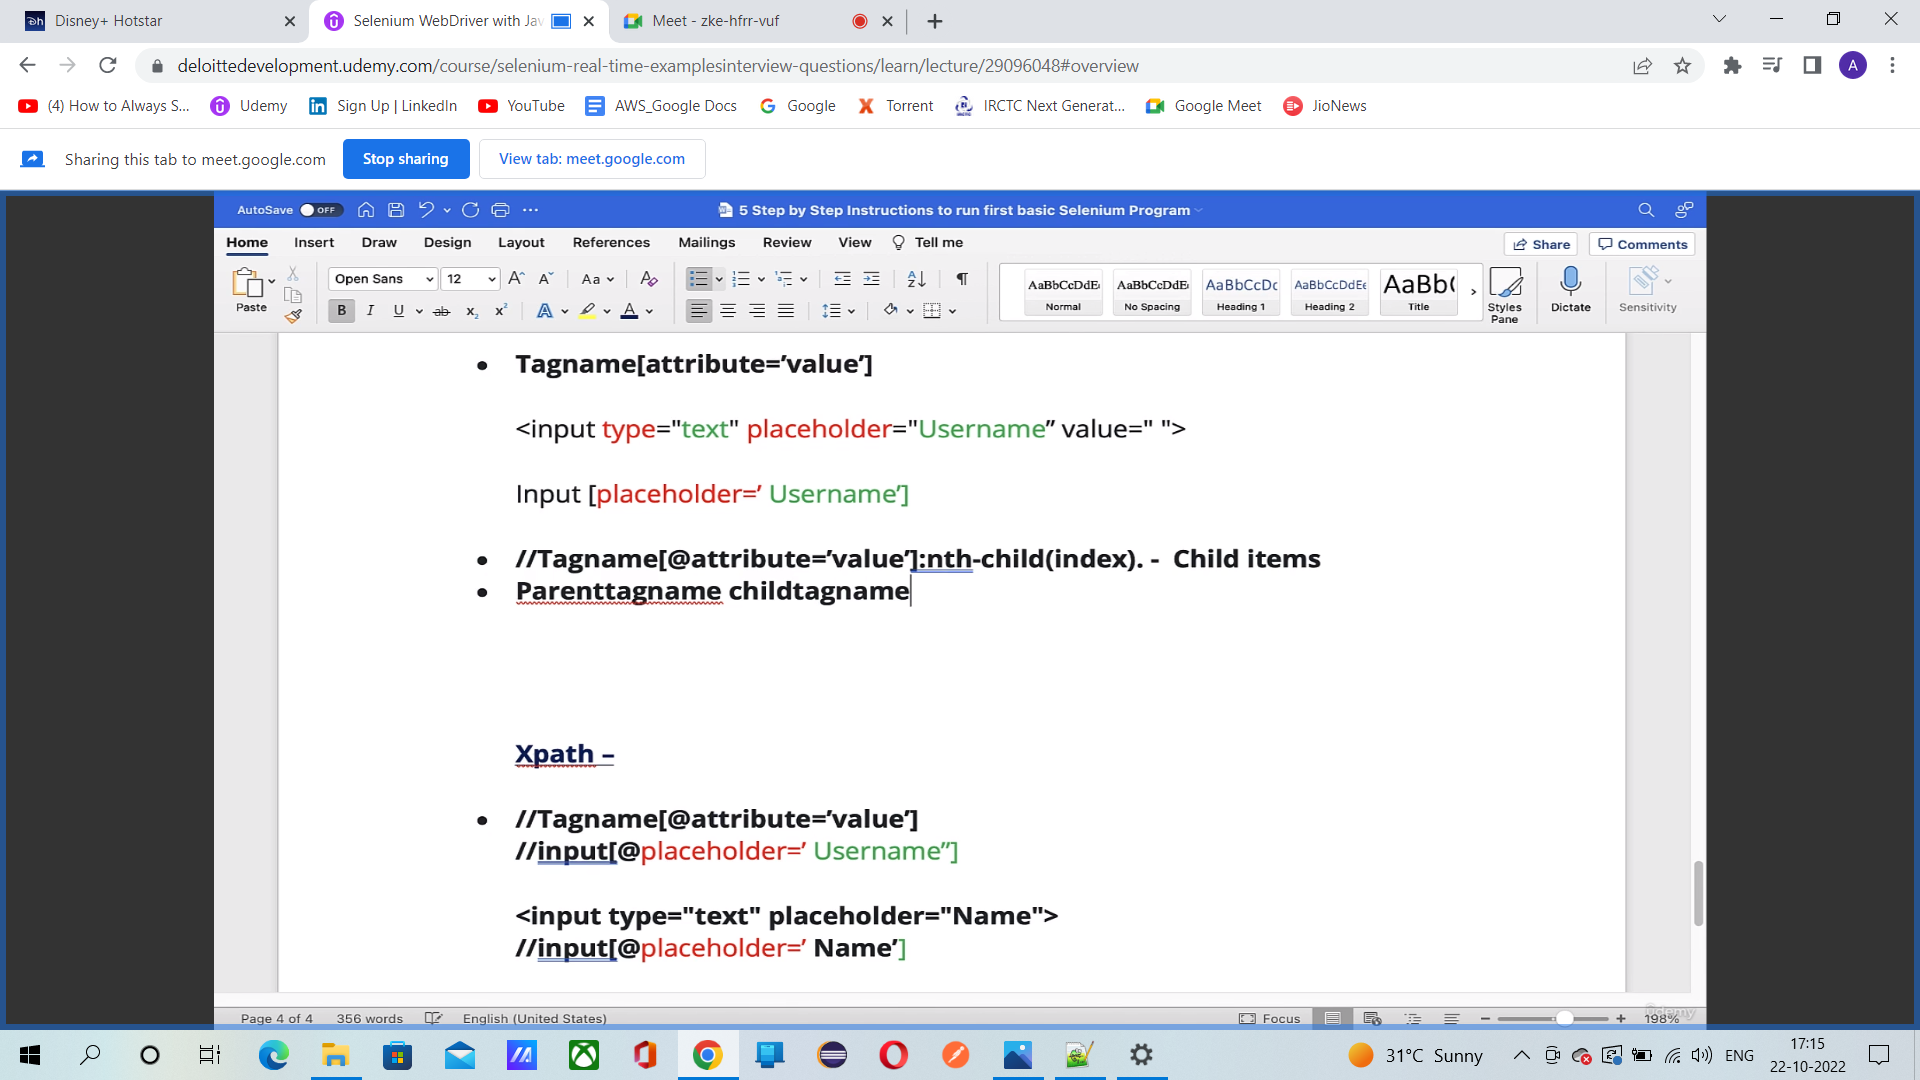 Disney+ Hotstar
Selenium WebDriver with Jav
Meet - zke-hfrr-vuf
deloittedevelopment.udemy.com/course/selenium-real-time-examplesinterview-questions/learn/lecture/29096048#overview
A
(4) How to Always S...
Udemy
Sign Up | LinkedIn
YouTube
AWS_Google Docs
Google
Torrent
IRCTC Next Generat...
Google Meet
JioNews
Sharing this tab to meet.google.com
Stop sharing
View tab: meet.google.com
AutoSave OFF
5 Step by Step Instructions to run first basic Selenium Program
Home Insert Draw Design Layout References Mailings Review View Tell me
Share
Comments
Paste
Open Sans
12
Aa
AaBbCcDdEe
Normal
AaBbCcDdEe
No Spacing
AaBbCcDc
Heading 1
AaBbCcDdEe
Heading 2
AaBb(
Title
Styles
Pane
Dictate
Sensitivity
• Tagname[attribute=’value’]
<input type="text" placeholder="Username” value=" ">
Input [placeholder=’ Username’]
• //Tagname[@attribute=’value’]:nth-child(index). - Child items
• Parenttagname childtagname
Xpath –
• //Tagname[@attribute=’value’]
//input[@placeholder=’ Username”]
<input type="text" placeholder="Name">
//input[@placeholder=’ Name’]
Page 4 of 4
356 words
English (United States)
Focus
198%
udemy
31°C Sunny
ENG
17:15
22-10-2022